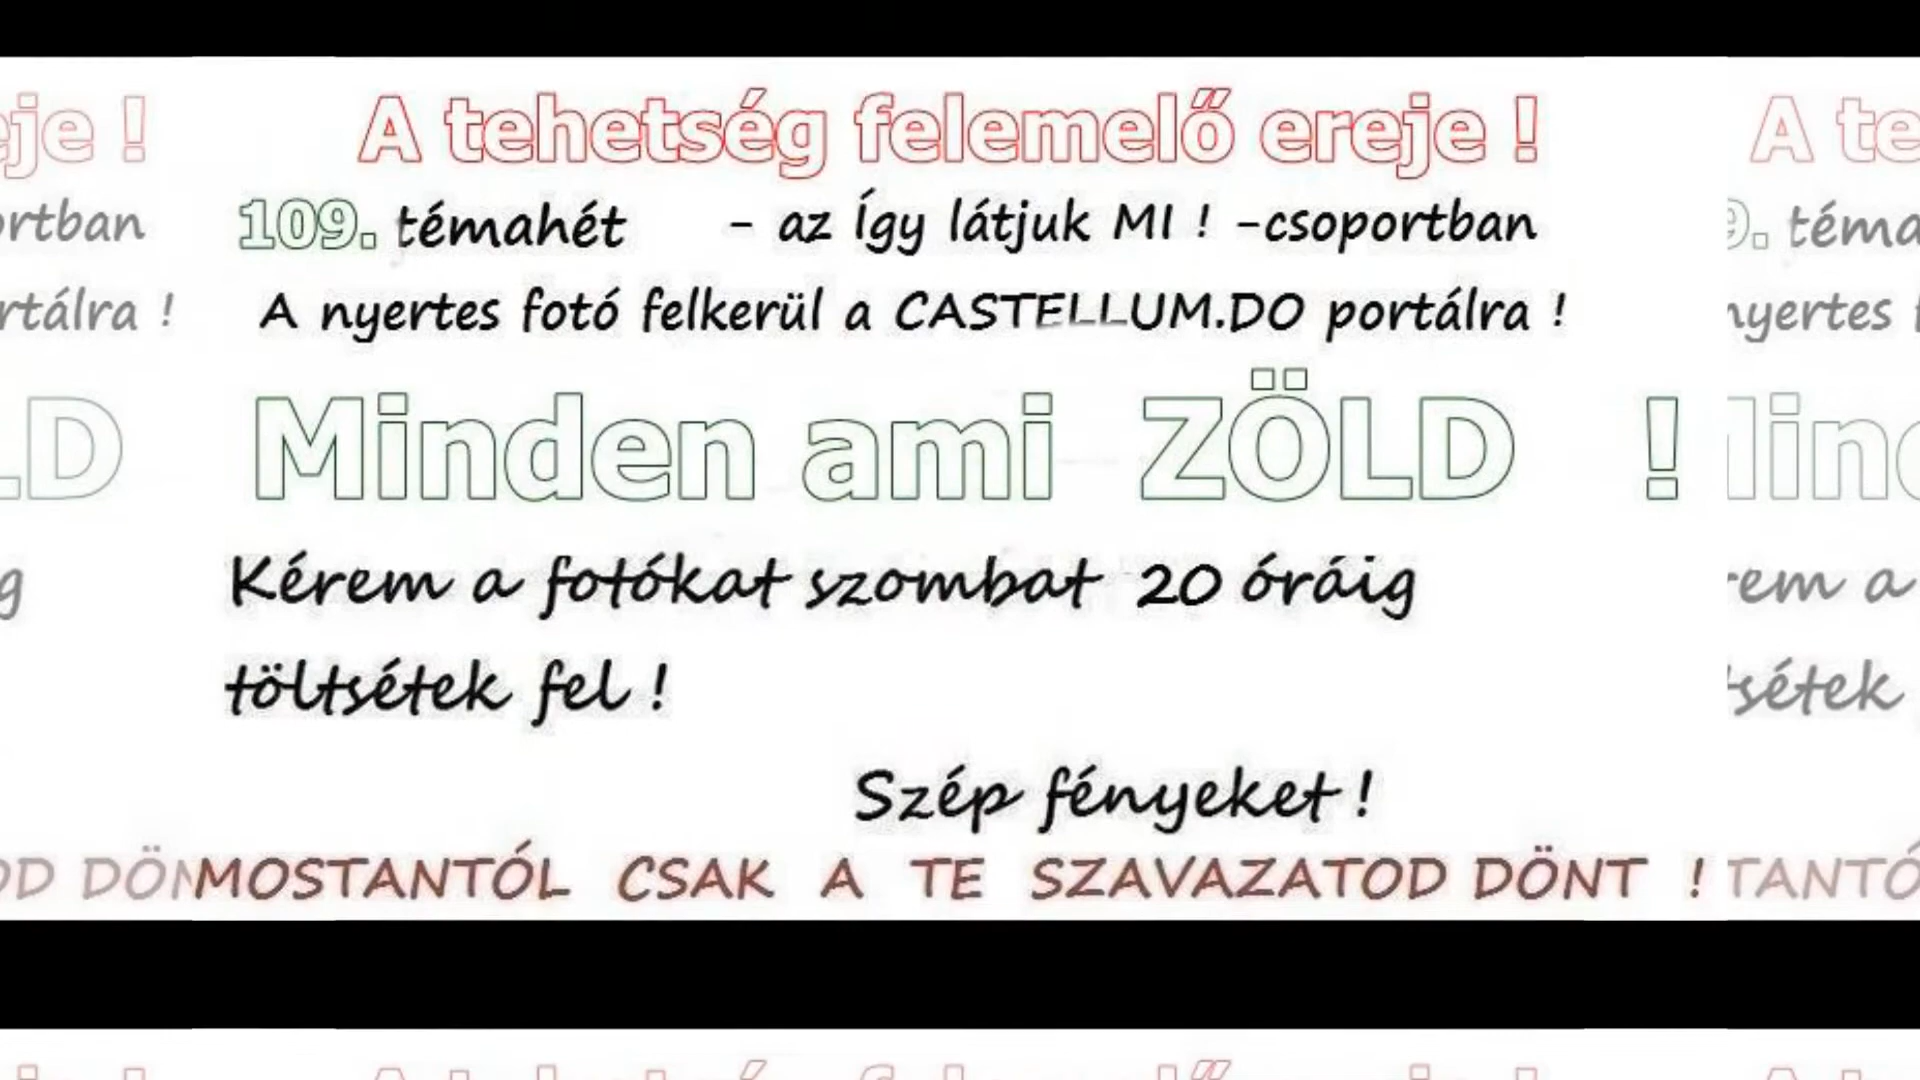 A tehetség felemelő ereje !
109. témahét - az Így látjuk MI ! -csoportban
A nyertes fotó felkerül a CASTELLUM.DO portálra !
Minden ami ZÖLD !
Kérem a fotókat szombat 20 óráig
töltsétek fel !
Szép fényeket !
MOSTANTÓL CSAK A TE SZAVAZATOD DÖNT !